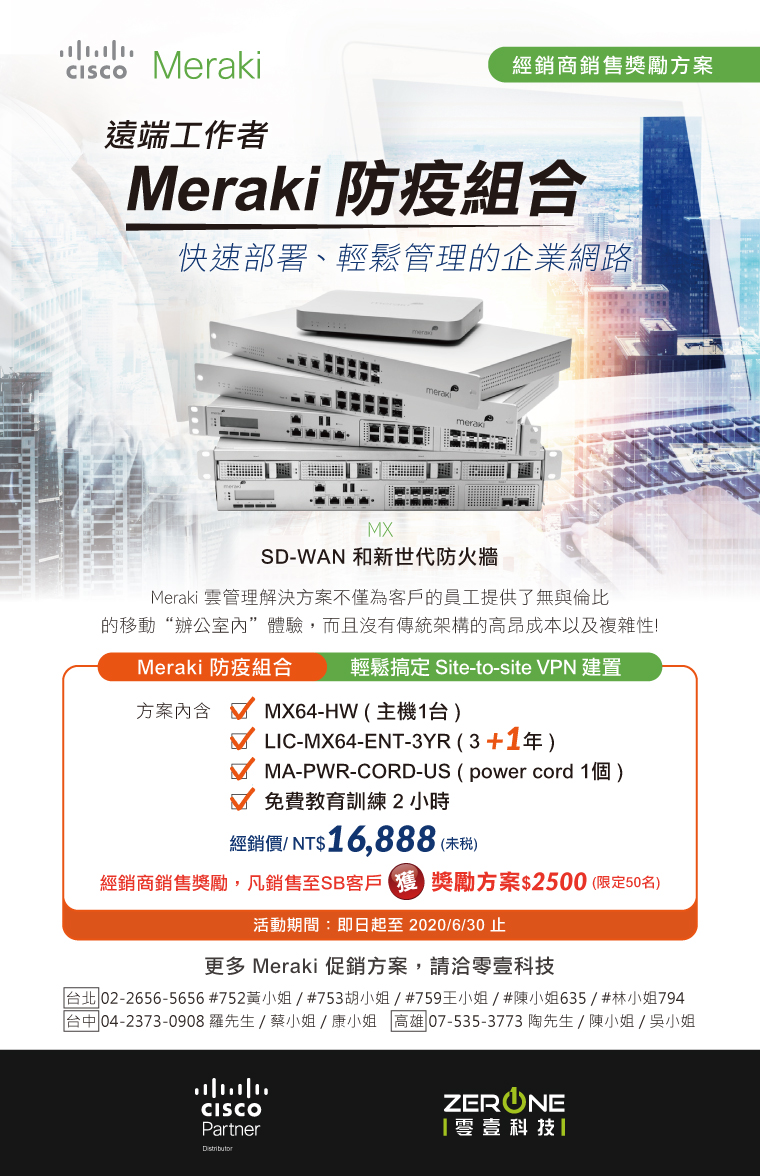 CISCO Meraki
經銷商銷售獎勵方案
遠端工作者
Meraki 防疫組合
快速部署、輕鬆管理的企業網路
meraki
meraki
meraki
meraki
MX
SD-WAN 和新世代防火牆
Meraki 雲管理解決方案不僅為客戶的員工提供了無與倫比
的移動“辦公室內”體驗，而且沒有傳統架構的高昂成本以及複雜性!
Meraki 防疫組合 輕鬆搞定 Site-to-site VPN 建置
方案內含 MX64-HW ( 主機1台 )
LIC-MX64-ENT-3YR ( 3 +1年 )
MA-PWR-CORD-US ( power cord 1個 )
免費教育訓練 2 小時
經銷價/ NT$16,888 (未稅)
經銷商銷售獎勵，凡銷售至SB客戶 獲 獎勵方案$2500 (限定50名)
活動期間：即日起至 2020/6/30 止
更多 Meraki 促銷方案，請洽零壹科技
台北 02-2656-5656 #752黃小姐 / #753胡小姐 / #759王小姐 / #陳小姐635 / #林小姐794
台中 04-2373-0908 羅先生 / 蔡小姐 / 康小姐 高雄 07-535-3773 陶先生 / 陳小姐 / 吳小姐
CISCO
Partner
Distributor
ZERONE
零壹科技